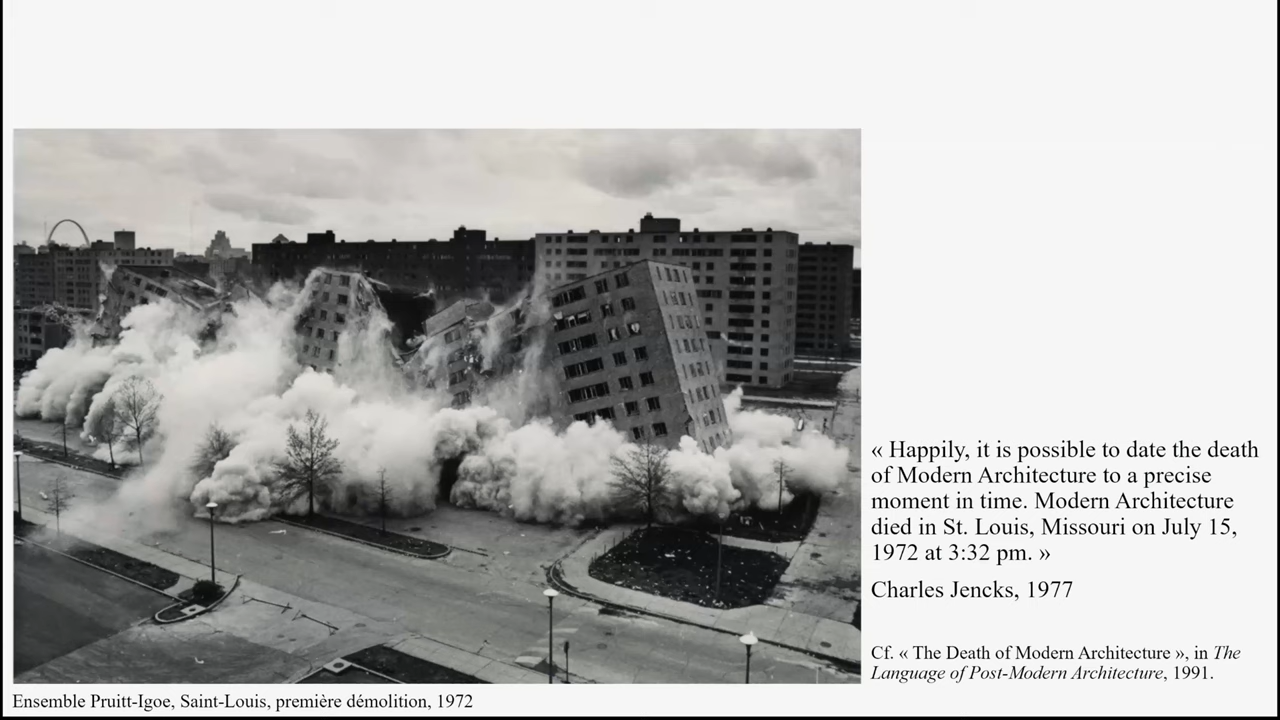 « Happily, it is possible to date the death
of Modern Architecture to a precise
moment in time. Modern Architecture
died in St. Louis, Missouri on July 15,
1972 at 3:32 pm. »
Charles Jencks, 1977
Cf. « The Death of Modern Architecture », in The
Language of Post-Modern Architecture, 1991.
Ensemble Pruitt-Igoe, Saint-Louis, première démolition, 1972